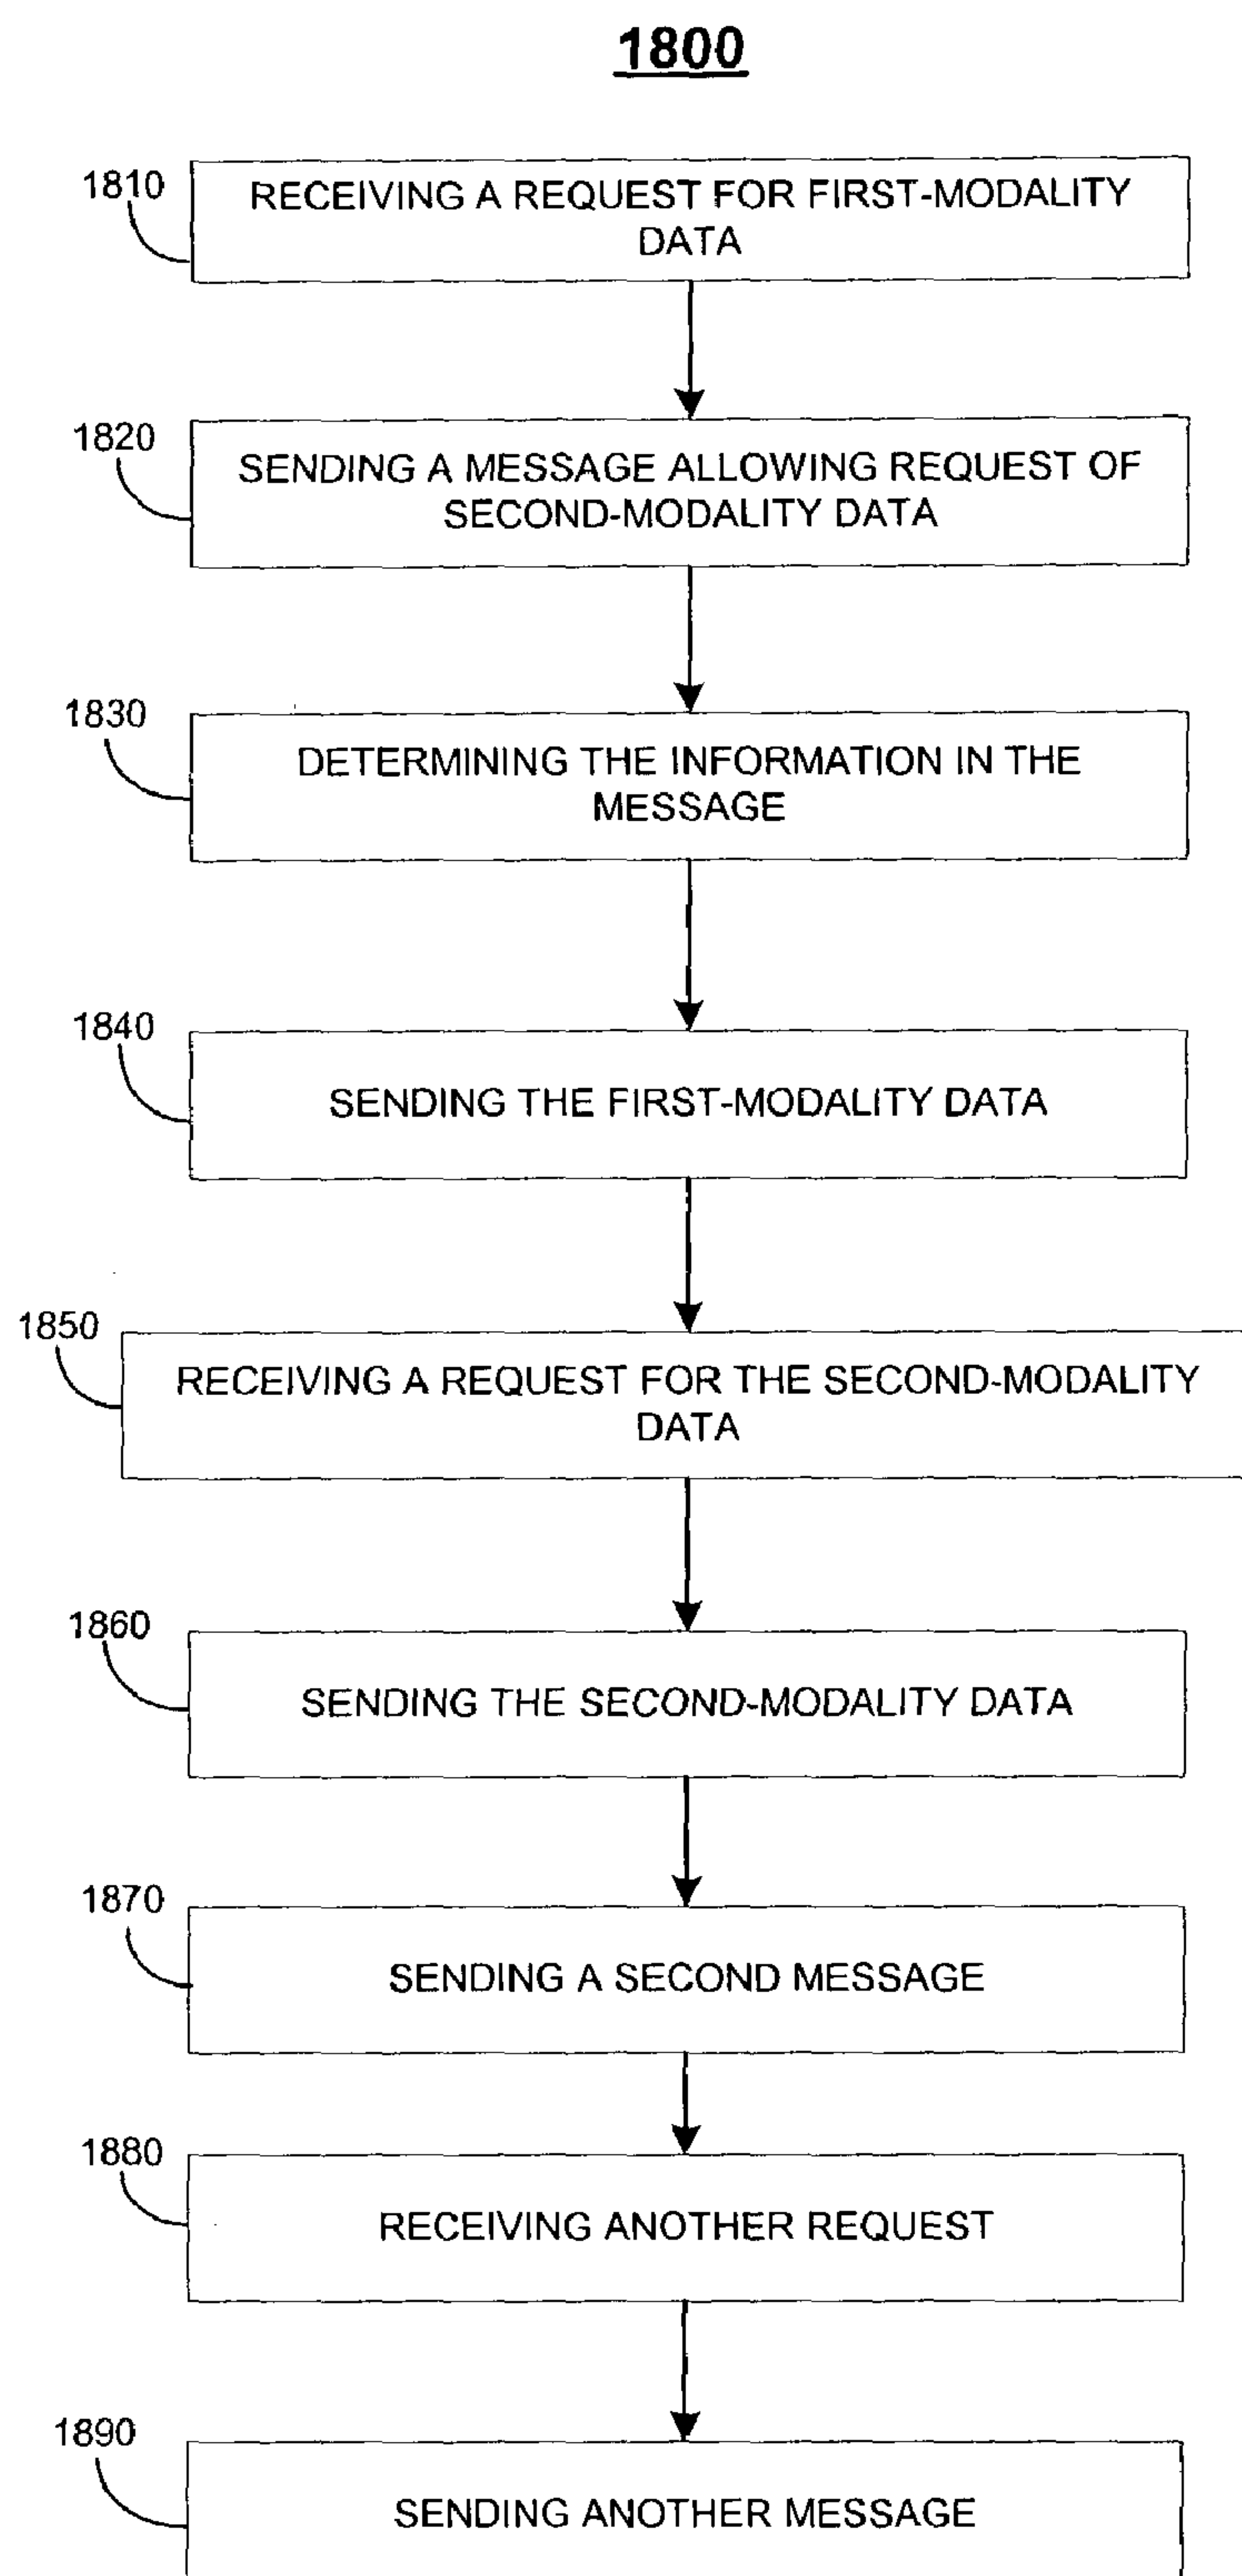 1800
1810
RECEIVING A REQUEST FOR FIRST-MODALITY
DATA
1820
SENDING A MESSAGE ALLOWING REQUEST OF
SECOND-MODALITY DATA
1830
DETERMINING THE INFORMATION IN THE
MESSAGE
1840
SENDING THE FIRST-MODALITY DATA
1850
RECEIVING A REQUEST FOR THE SECOND-MODALITY
DATA
1860
SENDING THE SECOND-MODALITY DATA
1870
SENDING A SECOND MESSAGE
1880
RECEIVING ANOTHER REQUEST
1890
SENDING ANOTHER MESSAGE